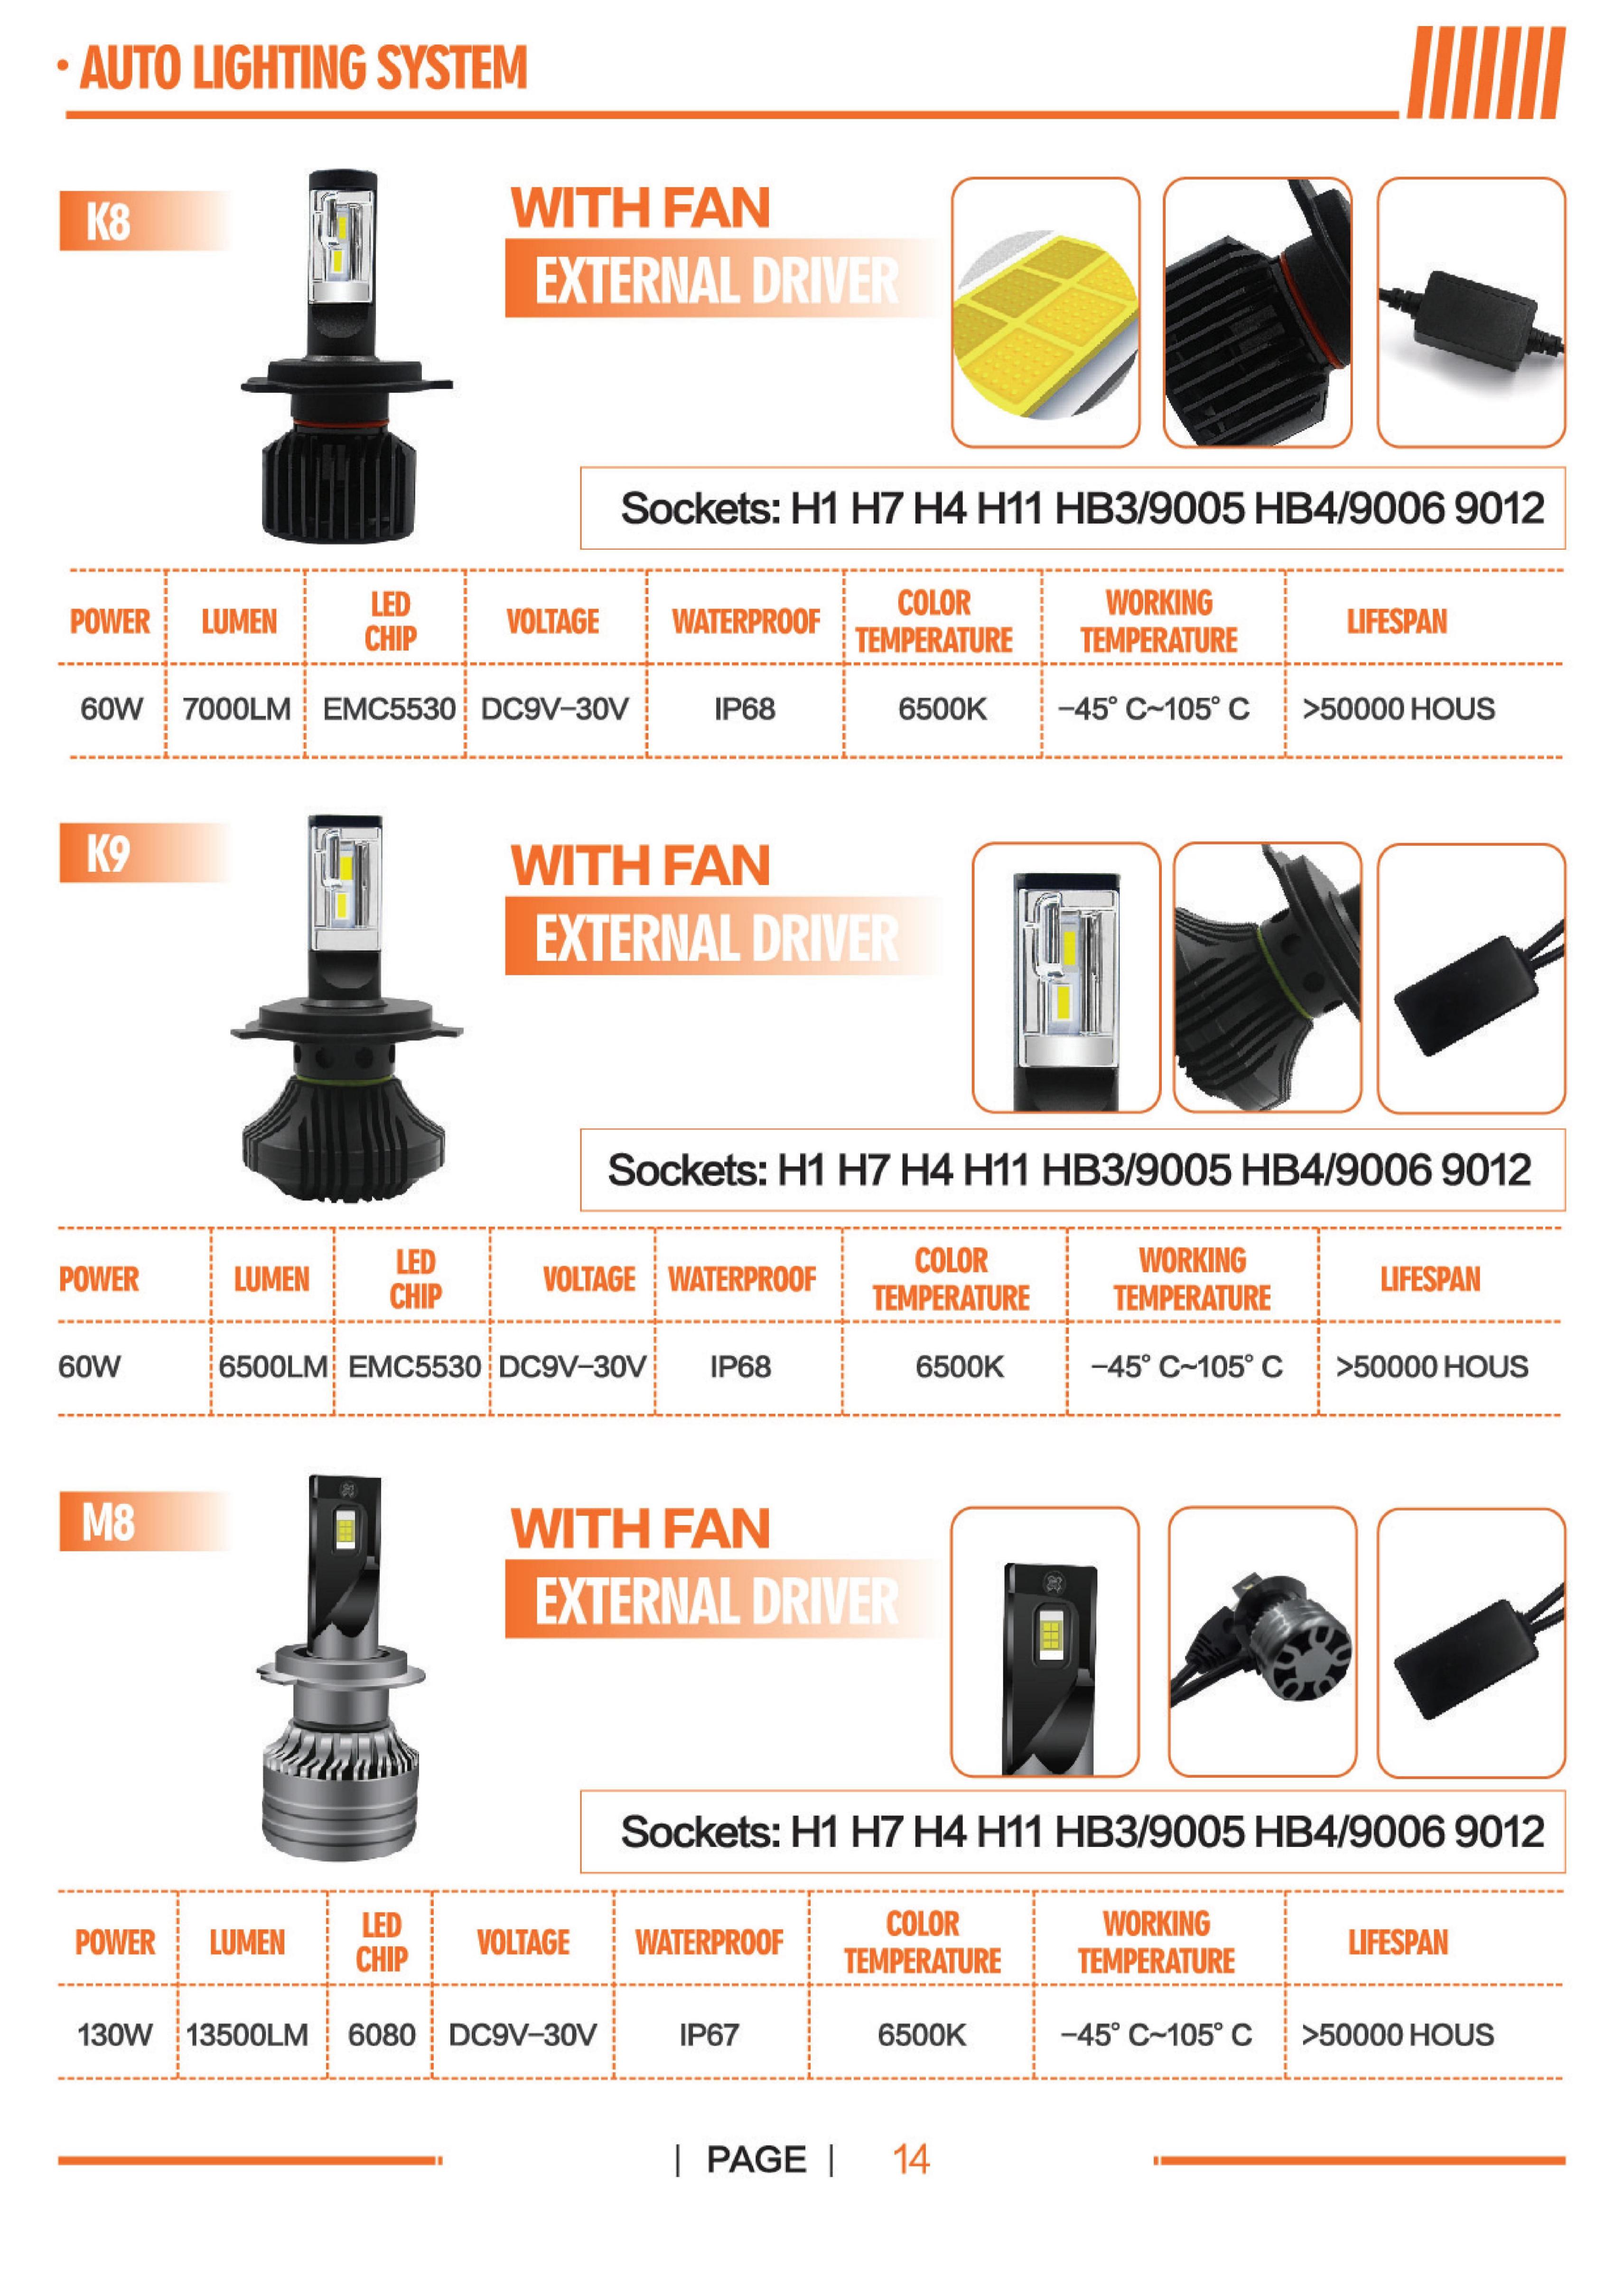 · AUTO LIGHTING SYSTEM
K8
WITH FAN
EXTERNAL DRIVER
Sockets: H1 H7 H4 H11 HB3/9005 HB4/9006 9012
POWER LUMEN LED CHIP VOLTAGE WATERPROOF COLOR TEMPERATURE WORKING TEMPERATURE LIFESPAN
60W 7000LM EMC5530 DC9V-30V IP68 6500K -45° C~105° C >50000 HOUS
K9
WITH FAN
EXTERNAL DRIVER
Sockets: H1 H7 H4 H11 HB3/9005 HB4/9006 9012
POWER LUMEN LED CHIP VOLTAGE WATERPROOF COLOR TEMPERATURE WORKING TEMPERATURE LIFESPAN
60W 6500LM EMC5530 DC9V-30V IP68 6500K -45° C~105° C >50000 HOUS
M8
WITH FAN
EXTERNAL DRIVER
Sockets: H1 H7 H4 H11 HB3/9005 HB4/9006 9012
POWER LUMEN LED CHIP VOLTAGE WATERPROOF COLOR TEMPERATURE WORKING TEMPERATURE LIFESPAN
130W 13500LM 6080 DC9V-30V IP67 6500K -45° C~105° C >50000 HOUS
| PAGE | 14